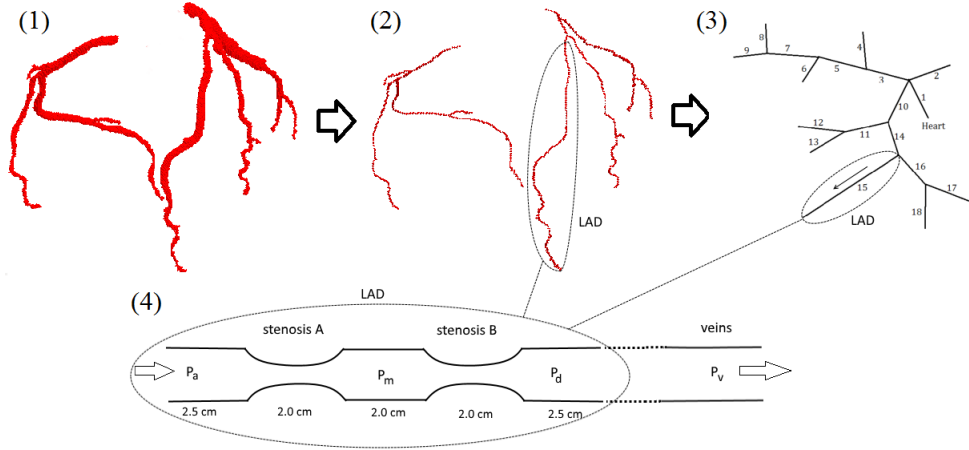 (1)
(2)
(3)
8
9
7
4
6
5
3
2
10
1
Heart
12
11
13
14
16
15
17
18
LAD
LAD
(4)
LAD
stenosis A
stenosis B
veins
Pa
Pm
Pd
Pv
2.5 cm
2.0 cm
2.0 cm
2.0 cm
2.5 cm